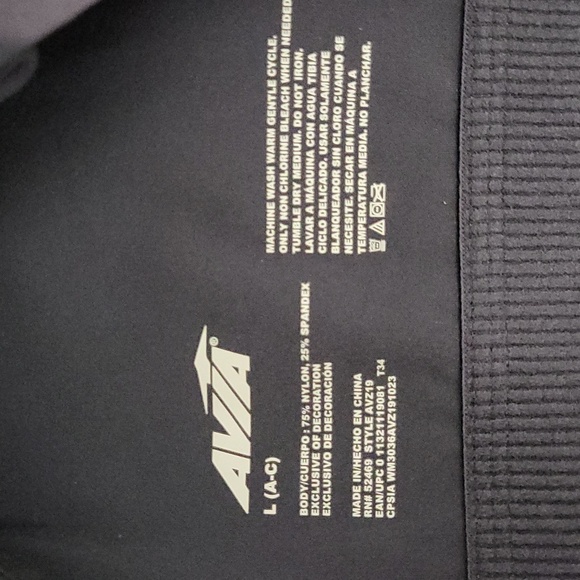 AVIA®
L (A-C)
BODY/CUERPO : 75% NYLON, 25% SPANDEX
EXCLUSIVE OF DECORATION
EXCLUSIVO DE DECORACIÓN
MADE IN/HECHO EN CHINA
RN# 52469 STYLE AVZ19
EAN/UPC 0 11321119081 T34
CPSIA WM3036AVZ191023
MACHINE WASH WARM GENTLE CYCLE.
ONLY NON CHLORINE BLEACH WHEN NEEDED
TUMBLE DRY MEDIUM. DO NOT IRON.
LAVAR A MÁQUINA CON AGUA TIBIA
CICLO DELICADO. USAR SOLAMENTE
BLANQUEADOR SIN CLORO CUANDO SE
NECESITE. SECAR EN MÁQUINA A
TEMPERATURA MEDIA. NO PLANCHAR.